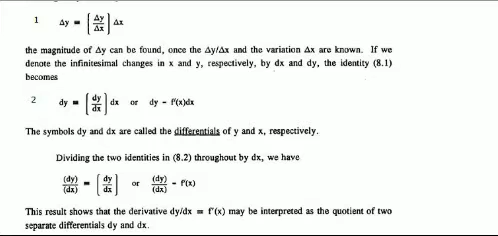 1 Δy = [Δy/Δx] Δx
the magnitude of Δy can be found, once the Δy/Δx and the variation Δx are known. If we
denote the infinitesimal changes in x and y, respectively, by dx and dy, the identity (8.1)
becomes
2 dy = [dy/dx] dx or dy - f'(x)dx
The symbols dy and dx are called the differentials of y and x, respectively.
Dividing the two identities in (8.2) throughout by dx, we have
(dy)/(dx) = [dy/dx] or (dy)/(dx) - f'(x)
This result shows that the derivative dy/dx = f'(x) may be interpreted as the quotient of two
separate differentials dy and dx.